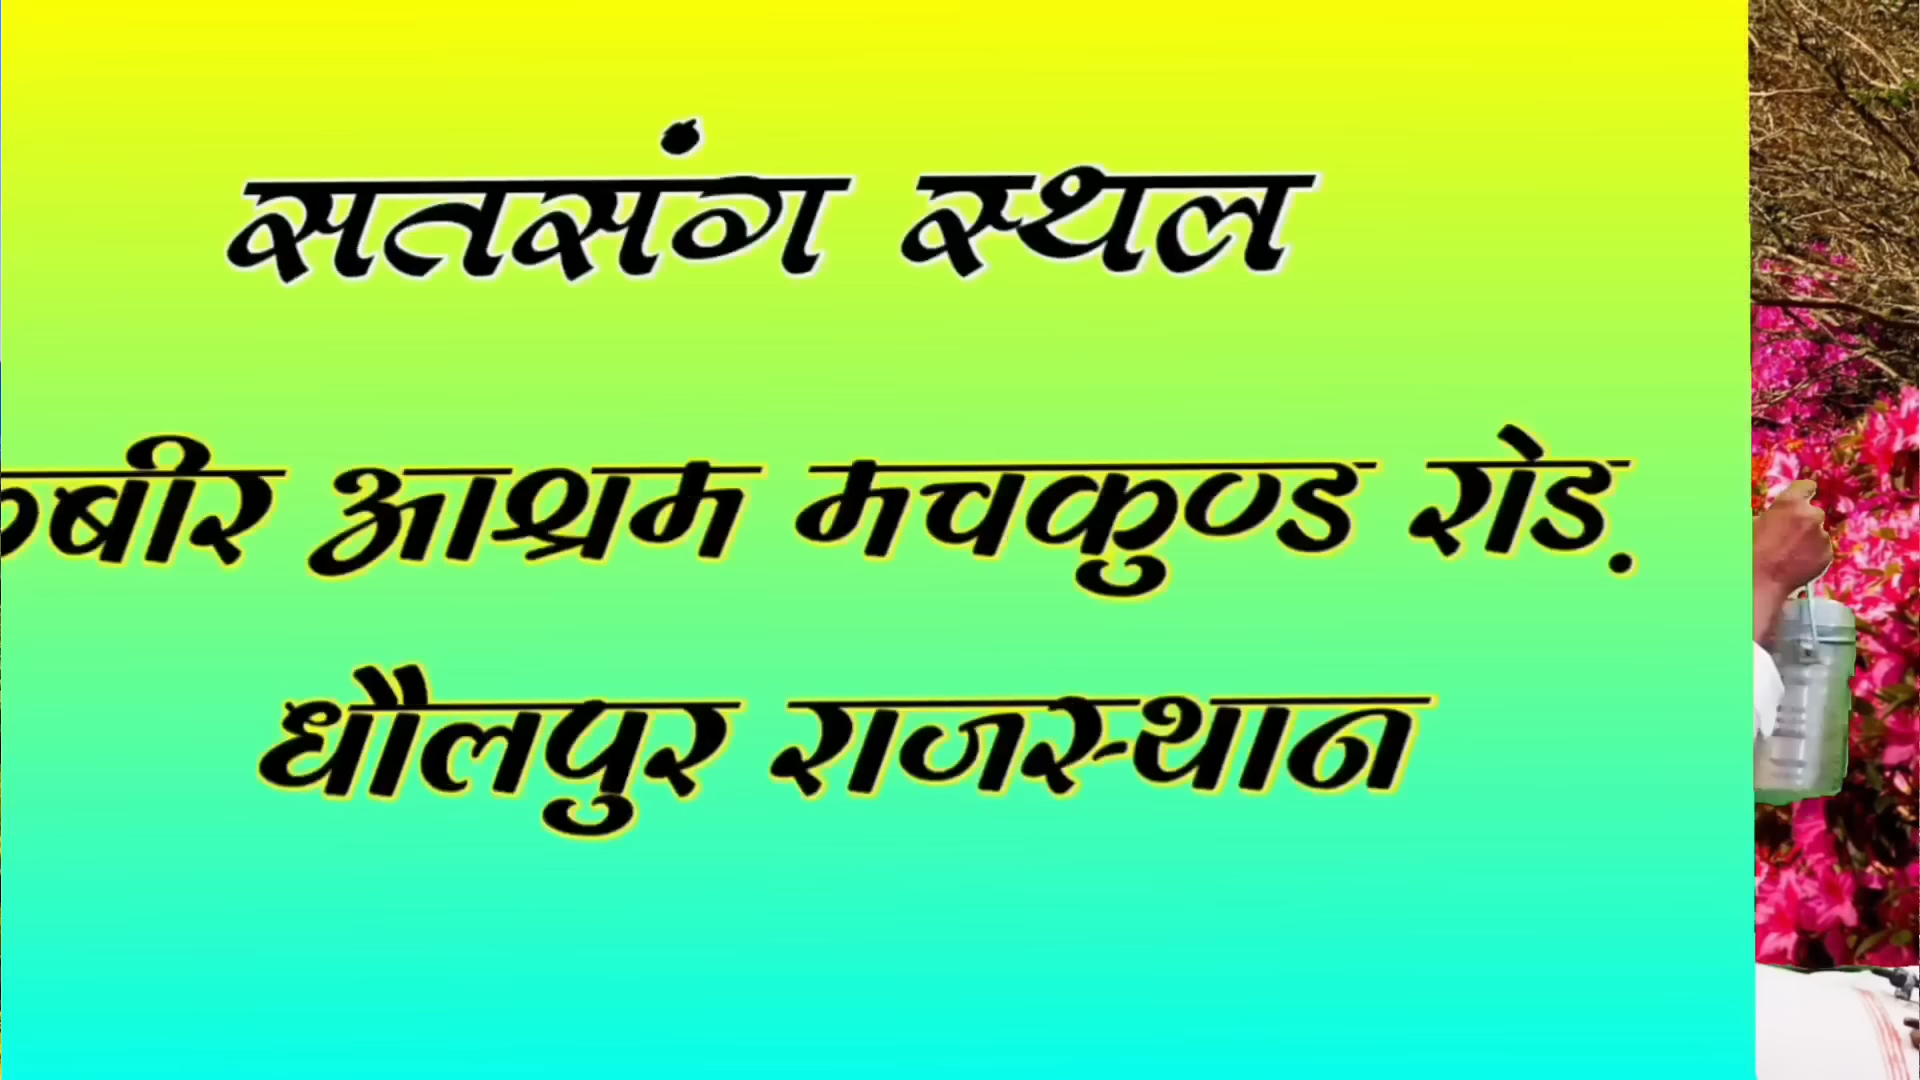 सतसंग स्थल
कबीर आश्रम मचकुण्ड रोड़
धौलपुर राजस्थान